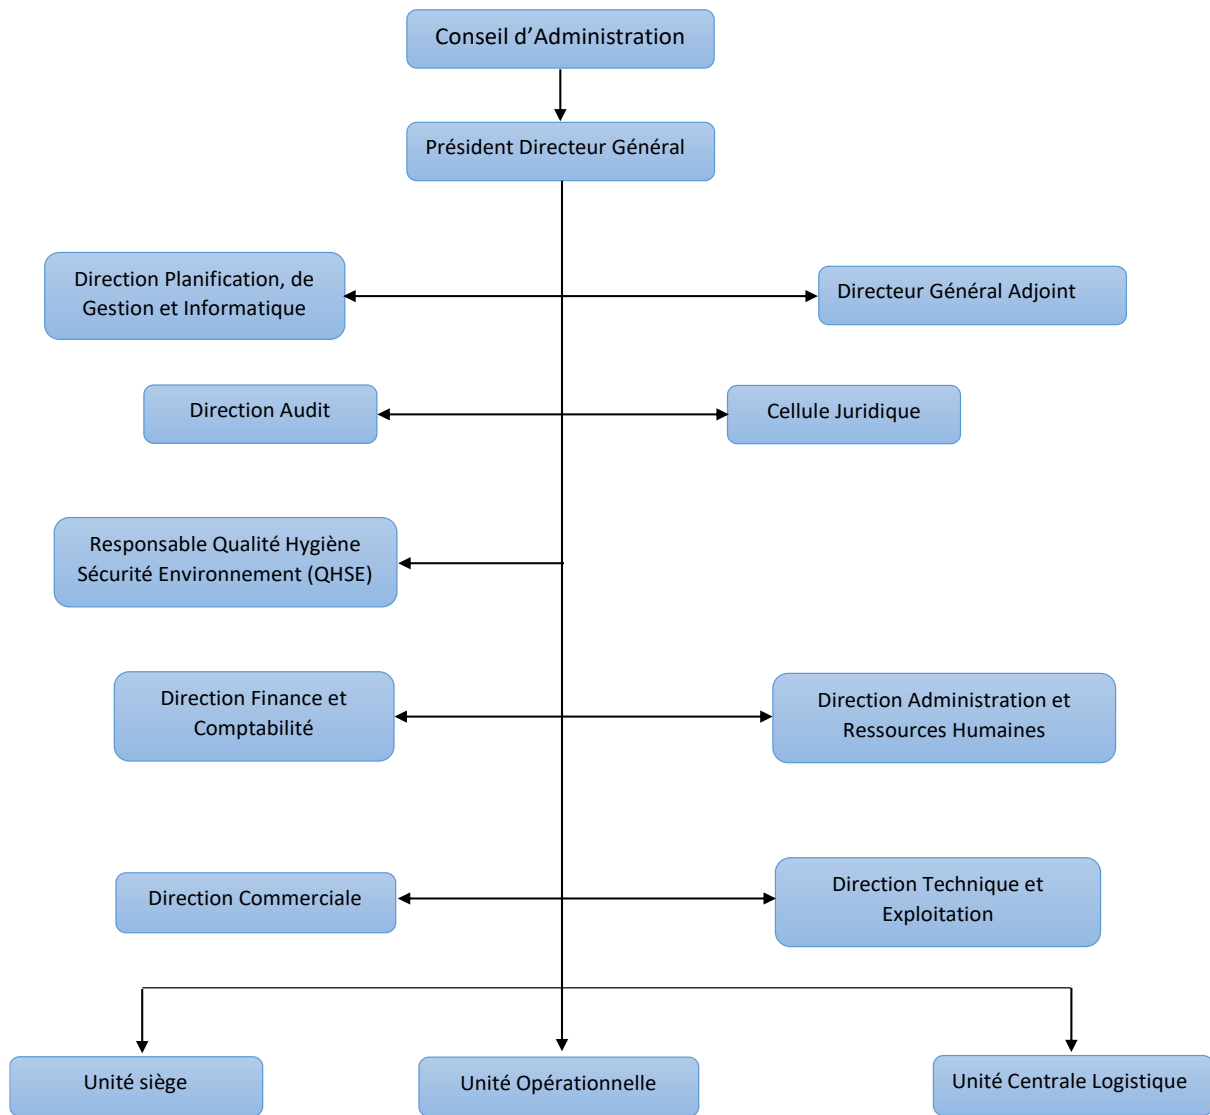 Conseil d’Administration
Président Directeur Général
Direction Planification, de
Gestion et Informatique
Directeur Général Adjoint
Direction Audit
Cellule Juridique
Responsable Qualité Hygiène
Sécurité Environnement (QHSE)
Direction Finance et
Comptabilité
Direction Administration et
Ressources Humaines
Direction Commerciale
Direction Technique et
Exploitation
Unité siège
Unité Opérationnelle
Unité Centrale Logistique